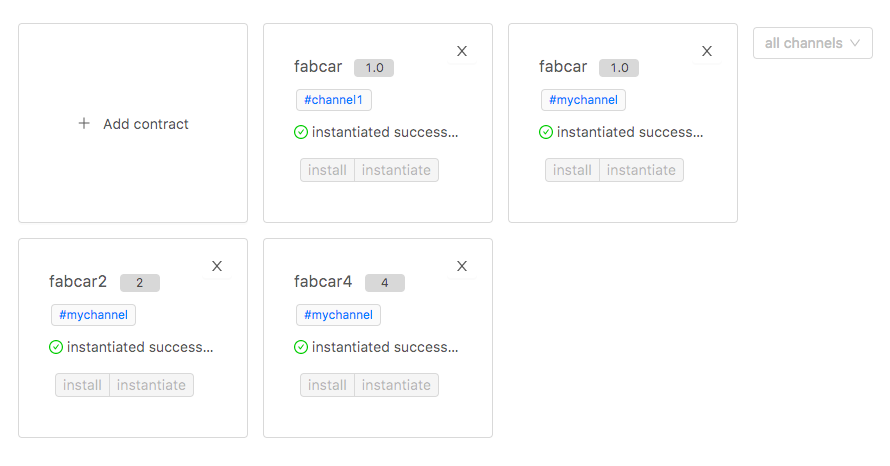 + Add contract
X
fabcar 1.0
#channel1
instantiated success...
install instantiate
X
fabcar 1.0
#mychannel
instantiated success...
install instantiate
all channels
X
fabcar2 2
#mychannel
instantiated success...
install instantiate
X
fabcar4 4
#mychannel
instantiated success...
install instantiate